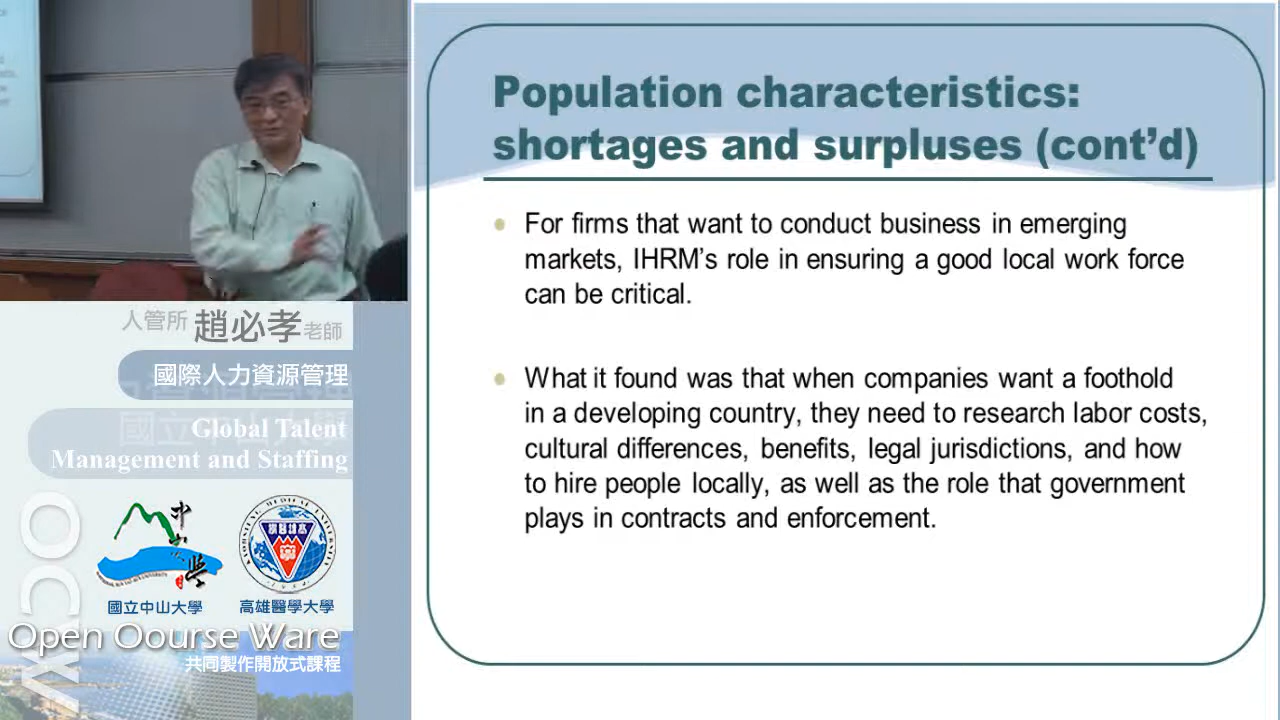 Population characteristics:
shortages and surpluses (cont’d)
For firms that want to conduct business in emerging
markets, IHRM’s role in ensuring a good local work force
can be critical.
What it found was that when companies want a foothold
in a developing country, they need to research labor costs,
cultural differences, benefits, legal jurisdictions, and how
to hire people locally, as well as the role that government
plays in contracts and enforcement.
人管所 趙必孝老師
國際人力資源管理
Global Talent
Management and Staffing
OCW
中山大學
國立中山大學
高雄醫學大學
Open Oourse Ware
共同製作開放式課程